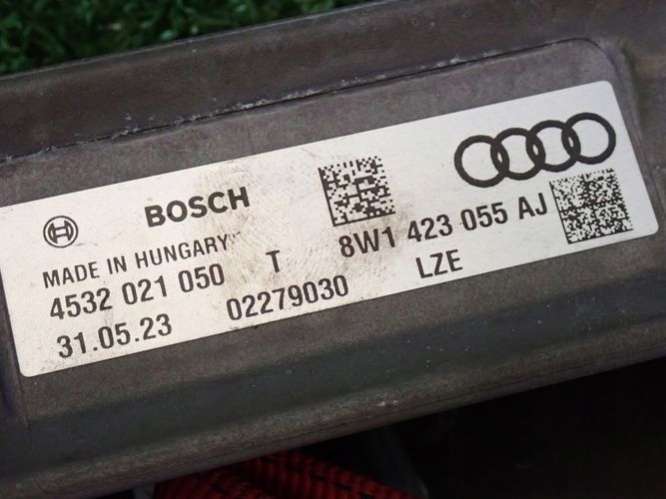 BOSCH
MADE IN HUNGARY
4532 021 050 T 8W1 423 055 AJ
31.05.23 02279030 LZE